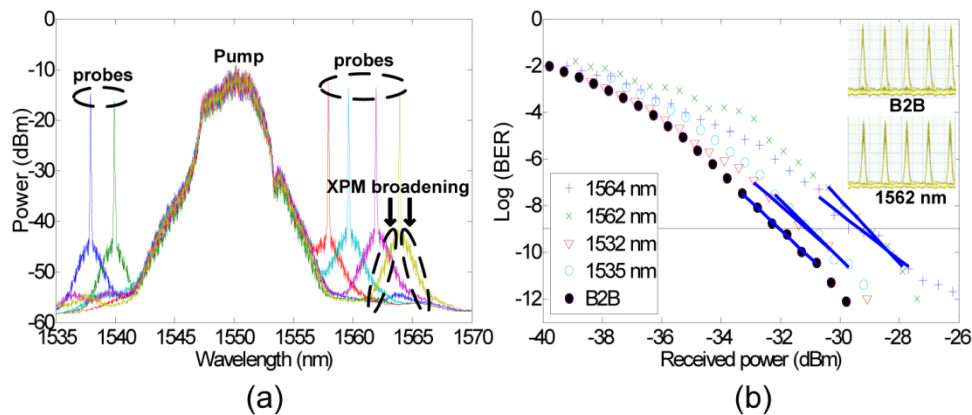 0
-10
-20
-30
-40
-50
-60
Power (dBm)
probes
Pump
probes
XPM broadening
1535 1540 1545 1550 1555 1560 1565 1570
Wavelength (nm)
(a)
0
-2
-4
-6
-8
-10
-12
Log (BER)
B2B
1562 nm
1564 nm
1562 nm
1532 nm
1535 nm
B2B
-40 -38 -36 -34 -32 -30 -28 -26
Received power (dBm)
(b)